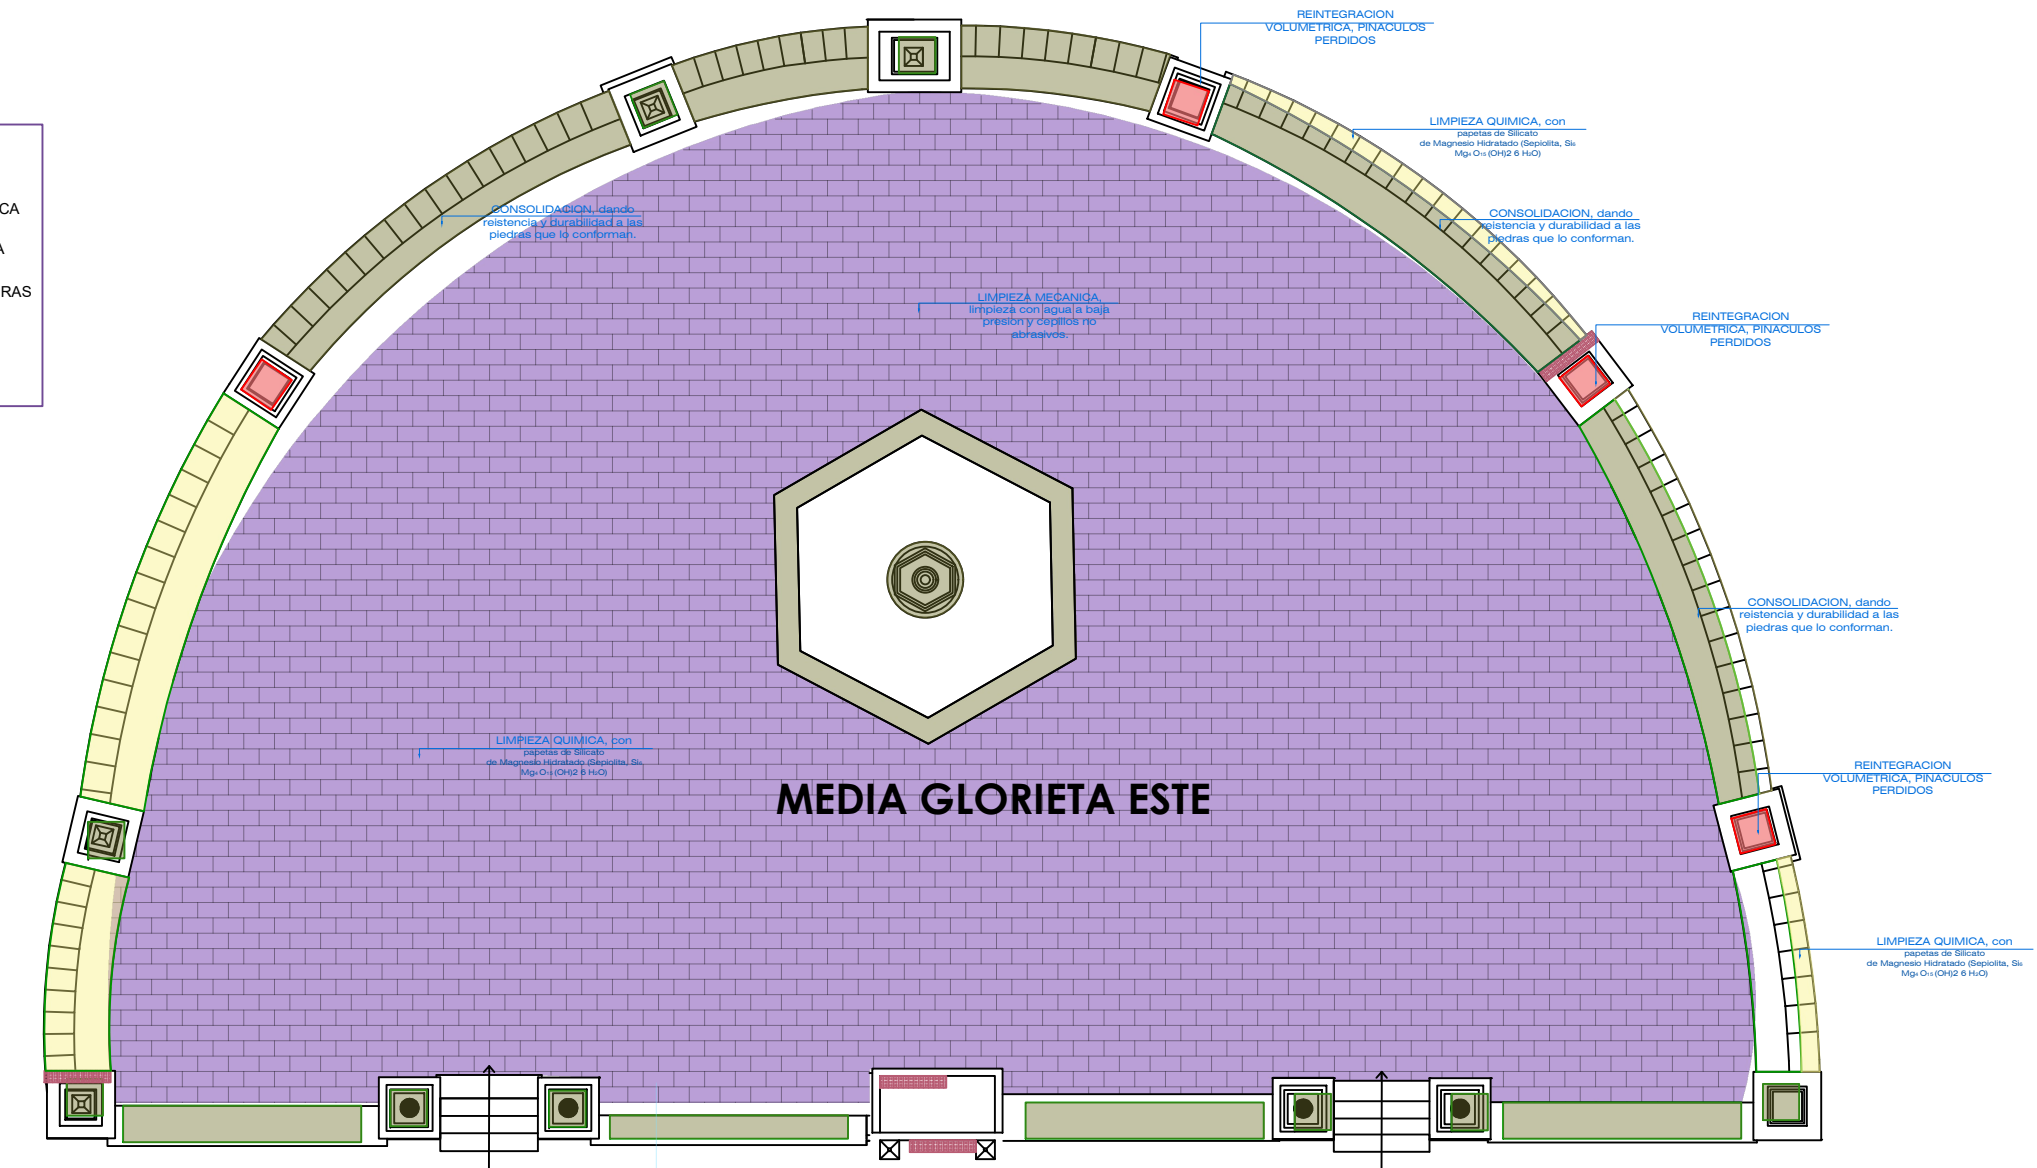 REINTEGRACION
VOLUMETRICA, PINACULOS
PERDIDOS
LIMPIEZA QUIMICA, con
papetas de Silicato
de Magnesio Hidratado (Sepiolita, Si₆
Mg₄ O₁₅ (OH)2 6 H₂O)
CA
A
RAS
CONSOLIDACION, dando
reistencia y durabilidad a las
piedras que lo conforman.
CONSOLIDACION, dando
reistencia y durabilidad a las
piedras que lo conforman.
LIMPIEZA MECANICA,
limpieza con agua a baja
presión y cepillos no
abrasivos.
REINTEGRACION
VOLUMETRICA, PINACULOS
PERDIDOS
CONSOLIDACION, dando
reistencia y durabilidad a las
piedras que lo conforman.
LIMPIEZA QUIMICA, con
papetas de Silicato
de Magnesio Hidratado (Sepiolita, Si₆
Mg₄ O₁₅ (OH)2 6 H₂O)
MEDIA GLORIETA ESTE
REINTEGRACION
VOLUMETRICA, PINACULOS
PERDIDOS
LIMPIEZA QUIMICA, con
papetas de Silicato
de Magnesio Hidratado (Sepiolita, Si₆
Mg₄ O₁₅ (OH)2 6 H₂O)